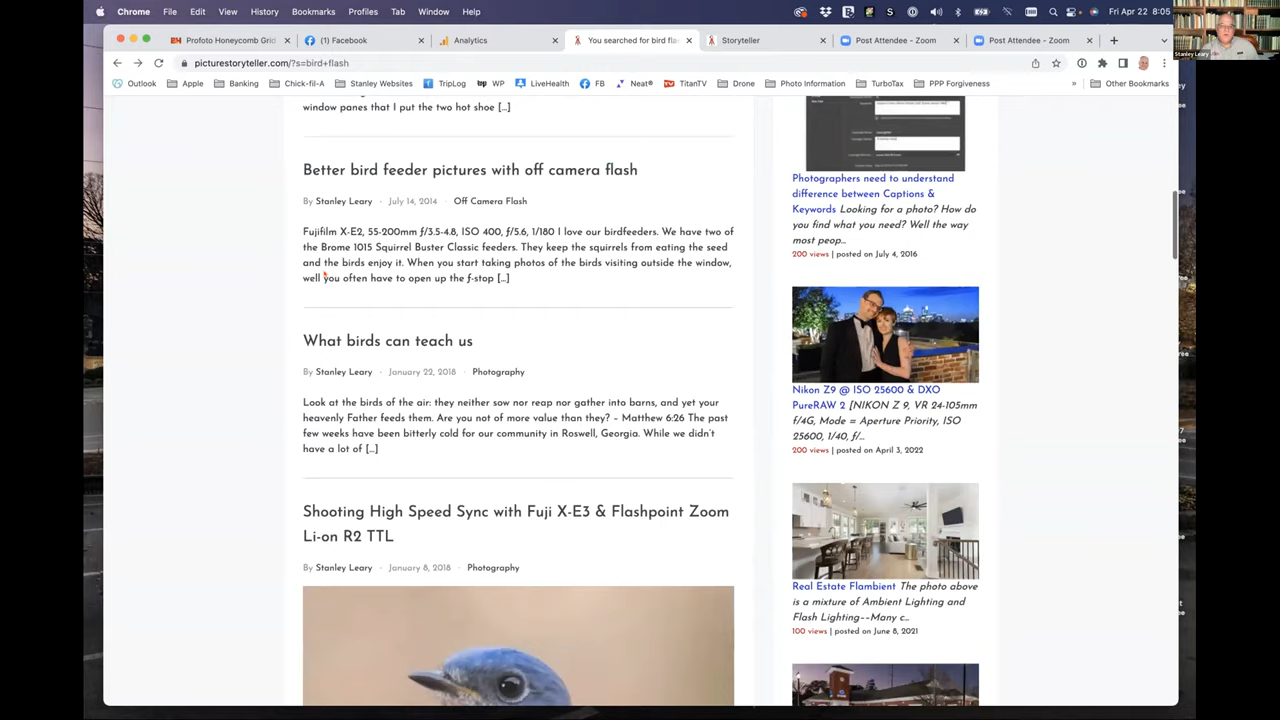 Chrome File Edit View History Bookmarks Profiles Tab Window Help
Fri Apr 22 8:05
Profoto Honeycomb Grid
(1) Facebook
Analytics
You searched for bird fla
Storyteller
Post Attendee - Zoom
Post Attendee - Zoom
picturestoryteller.com/?s=bird+flash
Outlook Apple Banking Chick-fil-A Stanley Websites TripLog WP LiveHealth FB Neat® TitanTV Drone Photo Information TurboTax PPP Forgiveness » Other Bookmarks
Stanley Leary
window panes that I put the two hot shoe [...]
Better bird feeder pictures with off camera flash
By Stanley Leary · July 14, 2014 · Off Camera Flash
Fujifilm X-E2, 55-200mm ƒ/3.5-4.8, ISO 400, ƒ/5.6, 1/180 I love our birdfeeders. We have two of
the Brome 1015 Squirrel Buster Classic feeders. They keep the squirrels from eating the seed
and the birds enjoy it. When you start taking photos of the birds visiting outside the window,
well you often have to open up the ƒ-stop [...]
What birds can teach us
By Stanley Leary · January 22, 2018 · Photography
Look at the birds of the air: they neither sow nor reap nor gather into barns, and yet your
heavenly Father feeds them. Are you not of more value than they? – Matthew 6:26 The past
few weeks have been bitterly cold for our community in Roswell, Georgia. While we didn't
have a lot of [...]
Shooting High Speed Sync with Fuji X-E3 & Flashpoint Zoom
Li-on R2 TTL
By Stanley Leary · January 8, 2018 · Photography
Photographers need to understand
difference between Captions &
Keywords Looking for a photo? How do
you find what you need? Well the way
most peop...
200 views | posted on July 4, 2016
Nikon Z9 @ ISO 25600 & DXO
PureRAW 2 [NIKON Z 9, VR 24-105mm
f/4G, Mode = Aperture Priority, ISO
25600, 1/40, ƒ/...
200 views | posted on April 3, 2022
Real Estate Flambient The photo above
is a mixture of Ambient Lighting and
Flash Lighting--Many c...
100 views | posted on June 8, 2021